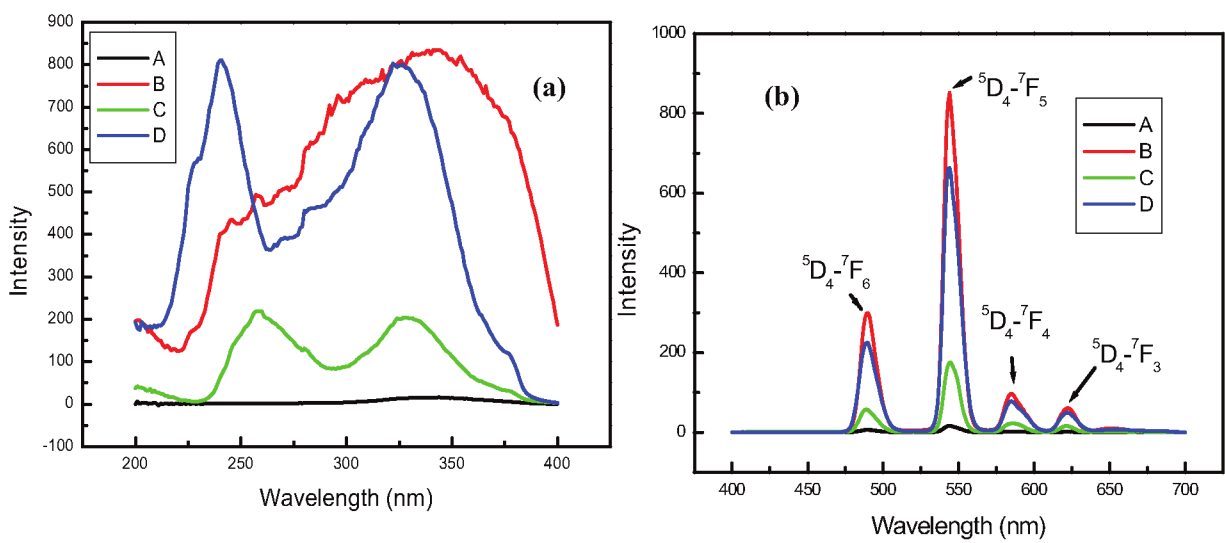 (a)
A
B
C
D
900
800
700
600
500
400
300
200
100
0
-100
200
250
300
350
400
Intensity
Wavelength (nm)
(b)
⁵D₄-⁷F₅
⁵D₄-⁷F₆
⁵D₄-⁷F₄
⁵D₄-⁷F₃
A
B
C
D
1000
800
600
400
200
0
400
450
500
550
600
650
700
Intensity
Wavelength (nm)